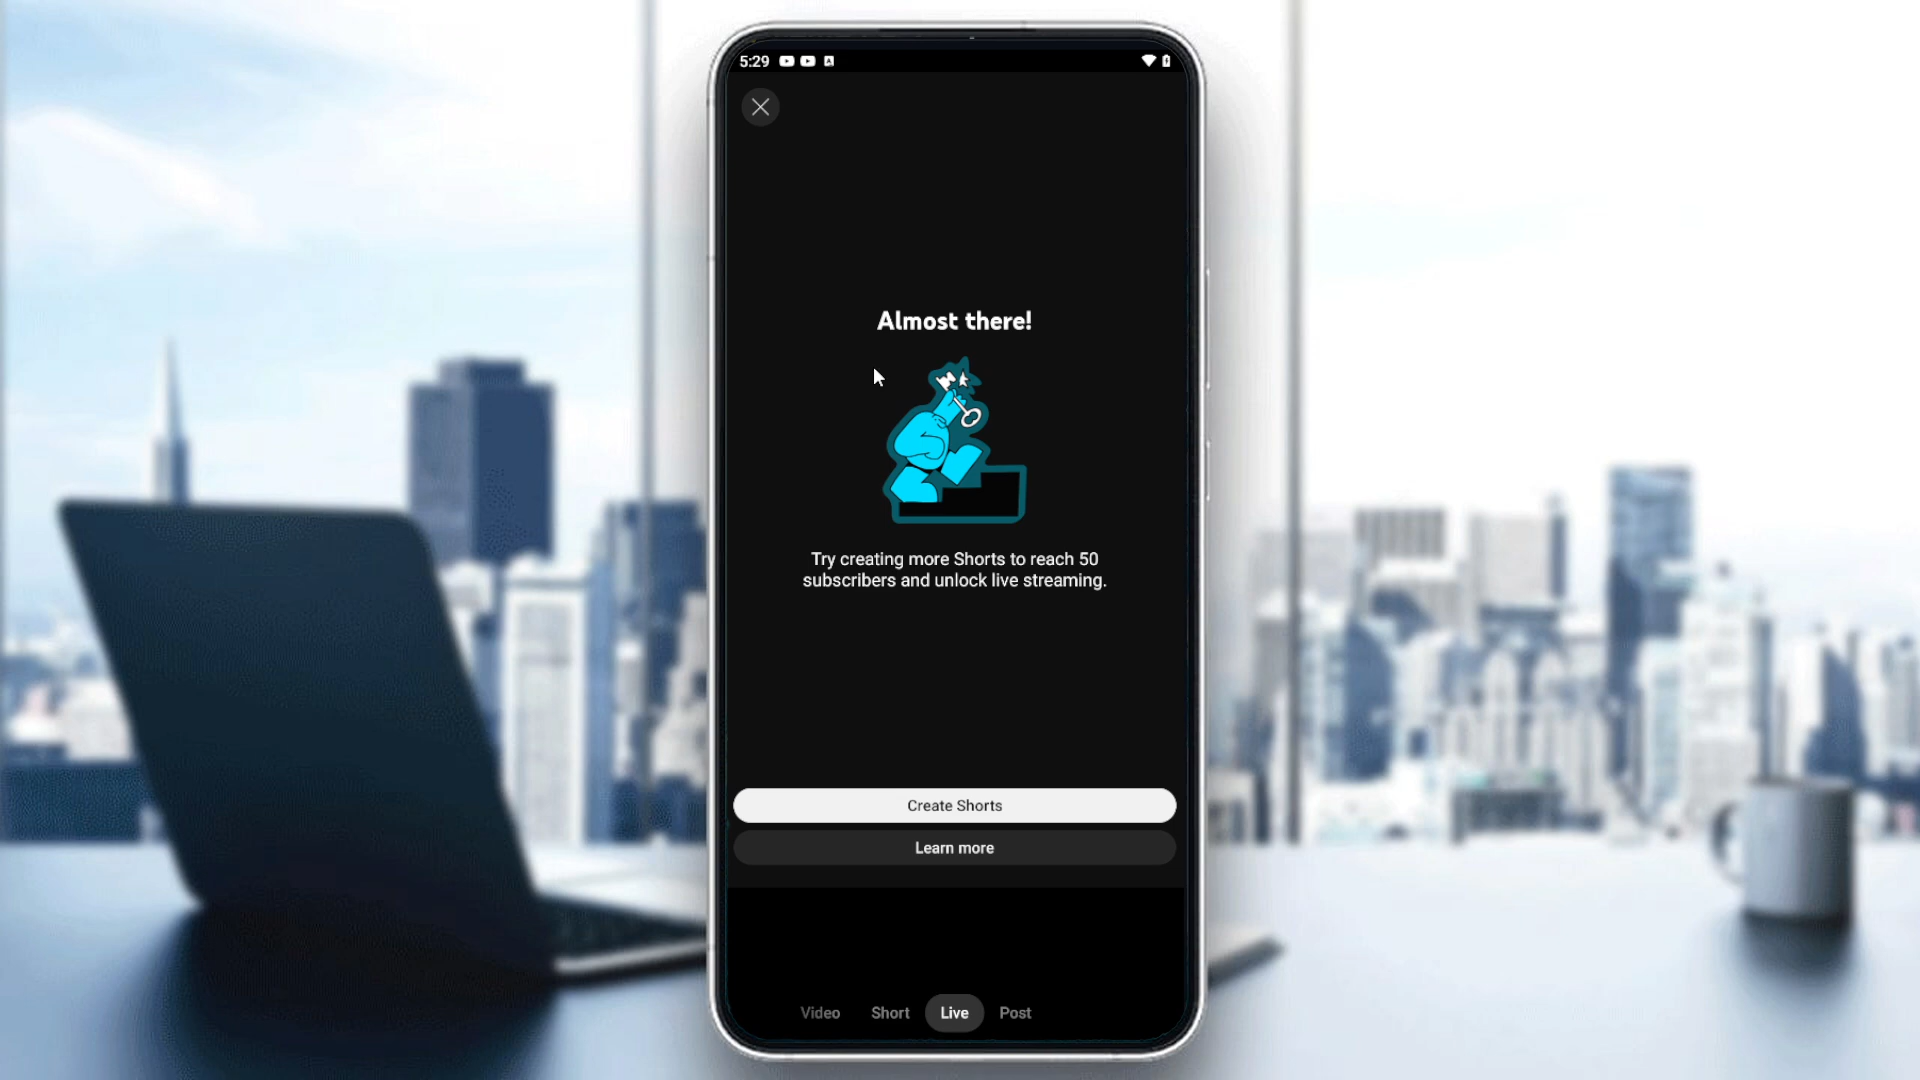 5:29
Almost there!
Try creating more Shorts to reach 50
subscribers and unlock live streaming.
Create Shorts
Learn more
Video Short Live Post